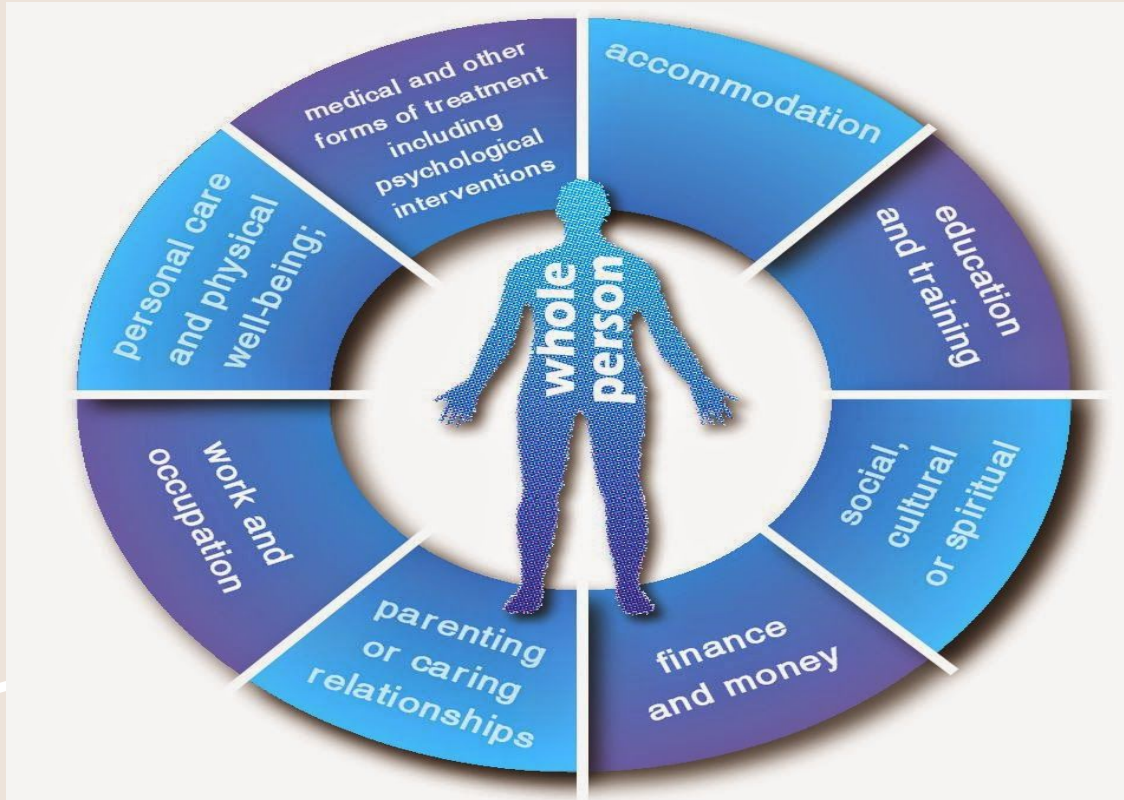 accommodation
education
and training
social,
cultural
or spiritual
finance
and money
parenting
or caring
relationships
work and
occupation
personal care
and physical
well-being;
medical and other
forms of treatment
including
psychological
interventions
whole
person